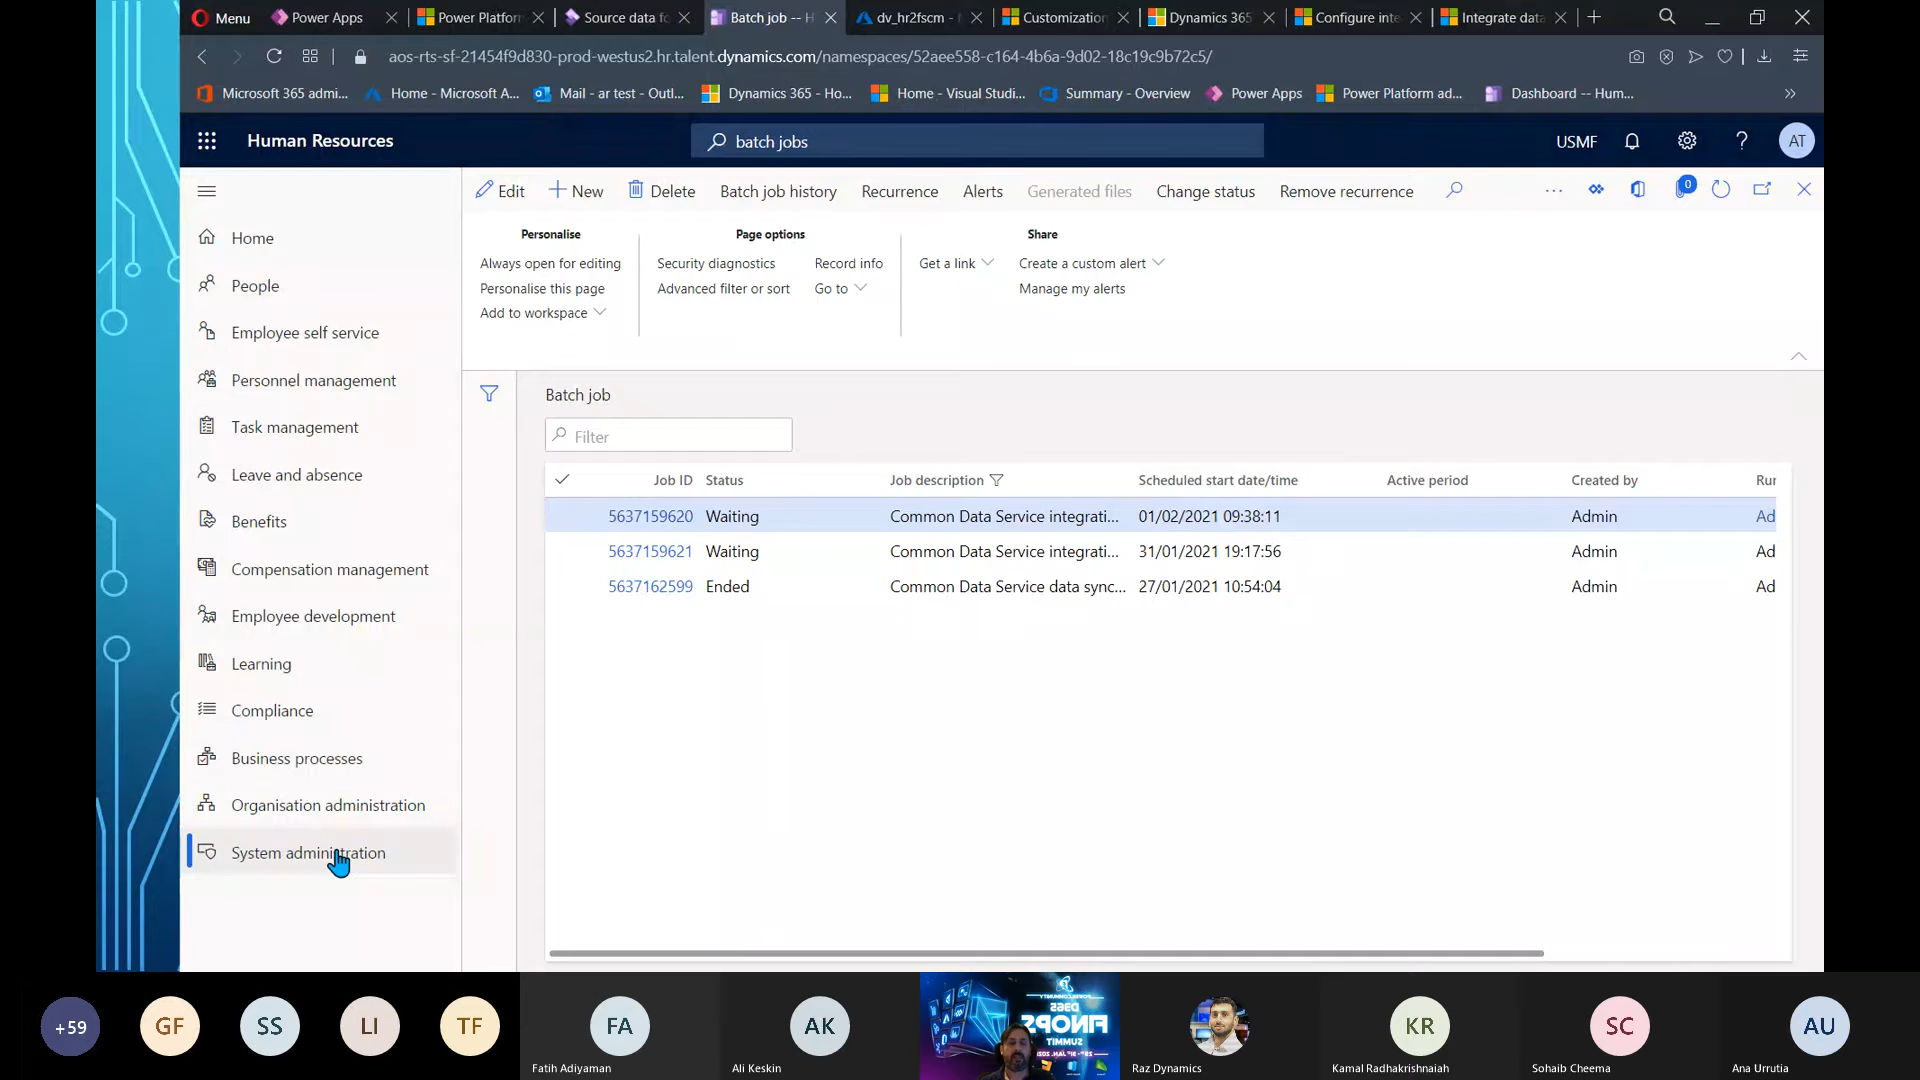 Menu
Power Apps
Power Platfor
Source data fo
Batch job -- H
dv_hr2fscm -
Customization
Dynamics 365
Configure inte
Integrate data
aos-rts-sf-21454f9d830-prod-westus2.hr.talent.dynamics.com/namespaces/52aee558-c164-4b6a-9d02-18c19c9b72c5/
Microsoft 365 admi...
Home - Microsoft A...
Mail - ar test - Outl...
Dynamics 365 - Ho...
Home - Visual Studi...
Summary - Overview
Power Apps
Power Platform ad...
Dashboard -- Hum...
Human Resources
batch jobs
USMF
AT
Edit
New
Delete
Batch job history
Recurrence
Alerts
Generated files
Change status
Remove recurrence
0
Personalise
Always open for editing
Personalise this page
Add to workspace
Page options
Security diagnostics
Record info
Advanced filter or sort
Go to
Share
Get a link
Create a custom alert
Manage my alerts
Home
People
Employee self service
Personnel management
Task management
Leave and absence
Benefits
Compensation management
Employee development
Learning
Compliance
Business processes
Organisation administration
System administration
Batch job
Filter
Job ID Status Job description Scheduled start date/time Active period Created by Rur
5637159620 Waiting Common Data Service integrati... 01/02/2021 09:38:11 Admin Ad
5637159621 Waiting Common Data Service integrati... 31/01/2021 19:17:56 Admin Ad
5637162599 Ended Common Data Service data sync... 27/01/2021 10:54:04 Admin Ad
+59
GF
SS
LI
TF
FA
Fatih Adiyaman
AK
Ali Keskin
D365
FINOPS
SUMMIT
Raz Dynamics
KR
Kamal Radhakrishnaiah
SC
Sohaib Cheema
AU
Ana Urrutia